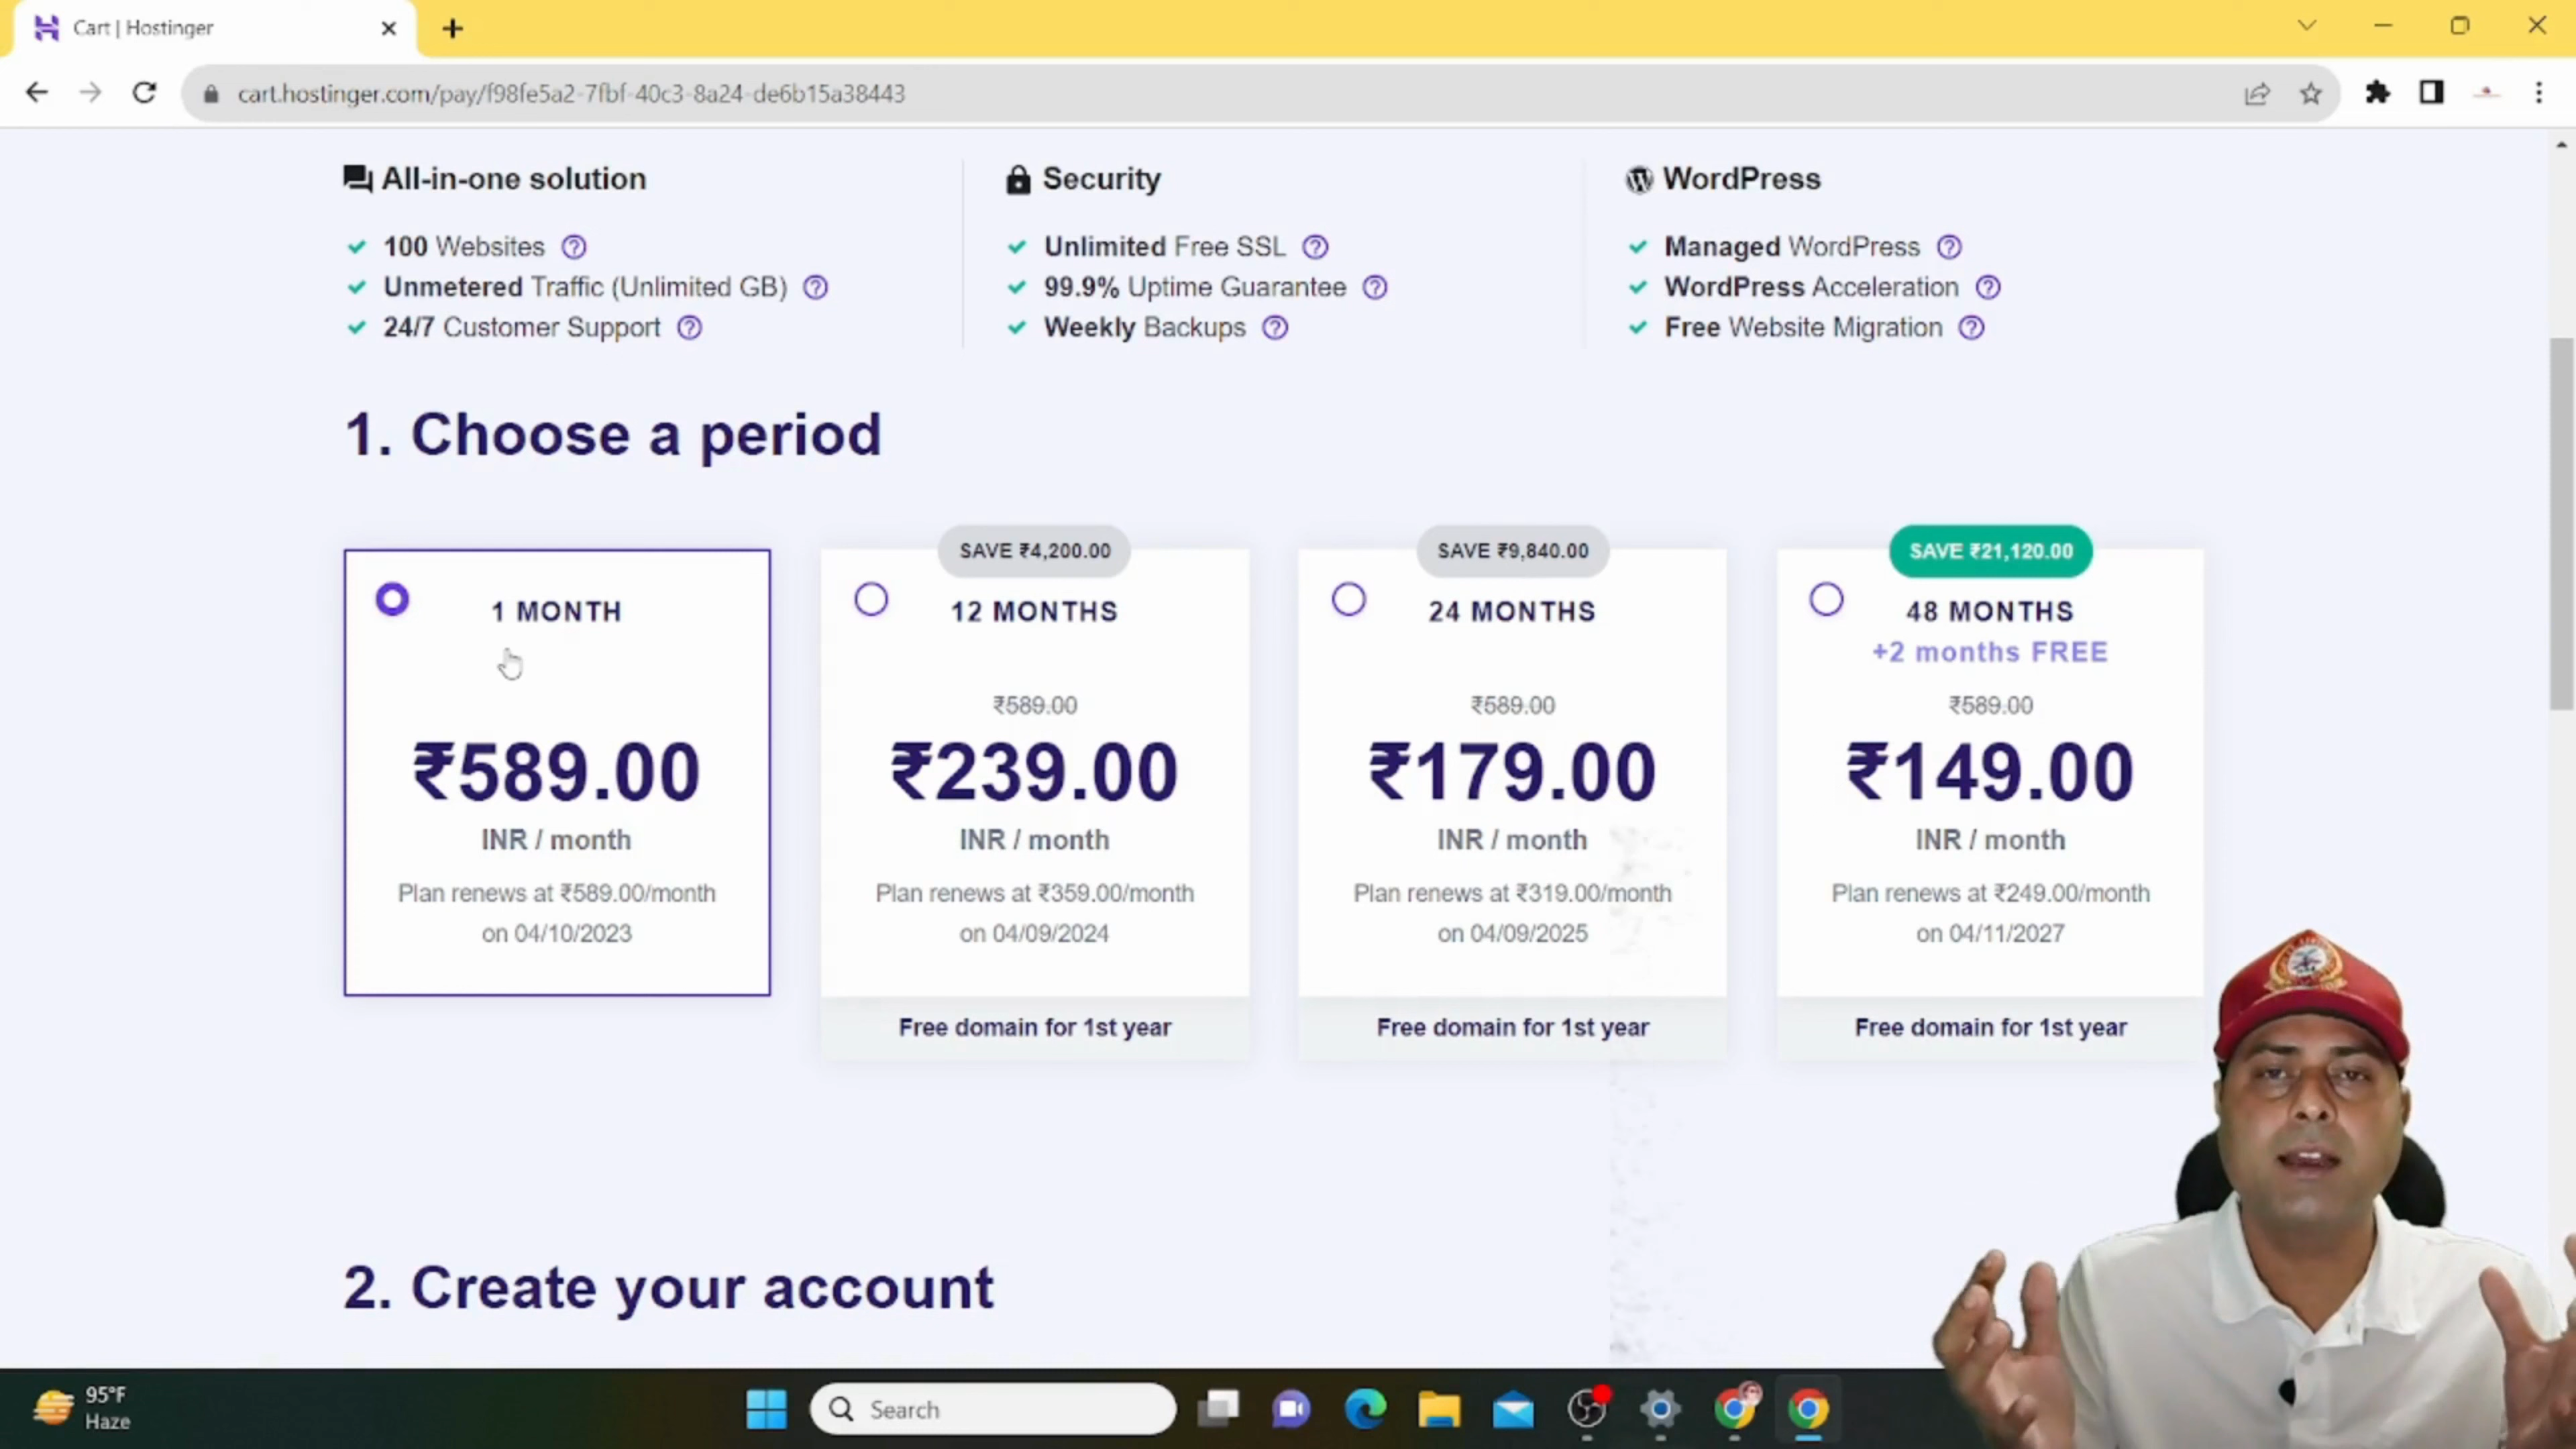 Cart | Hostinger
cart.hostinger.com/pay/f98fe5a2-7fbf-40c3-8a24-de6b15a38443
All-in-one solution
100 Websites
Unmetered Traffic (Unlimited GB)
24/7 Customer Support
Security
Unlimited Free SSL
99.9% Uptime Guarantee
Weekly Backups
WordPress
Managed WordPress
WordPress Acceleration
Free Website Migration
1. Choose a period
1 MONTH
₹589.00
INR / month
Plan renews at ₹589.00/month
on 04/10/2023
SAVE ₹4,200.00
12 MONTHS
₹589.00
₹239.00
INR / month
Plan renews at ₹359.00/month
on 04/09/2024
Free domain for 1st year
SAVE ₹9,840.00
24 MONTHS
₹589.00
₹179.00
INR / month
Plan renews at ₹319.00/month
on 04/09/2025
Free domain for 1st year
SAVE ₹21,120.00
48 MONTHS
+2 months FREE
₹589.00
₹149.00
INR / month
Plan renews at ₹249.00/month
on 04/11/2027
Free domain for 1st year
2. Create your account
95°F
Haze
Search